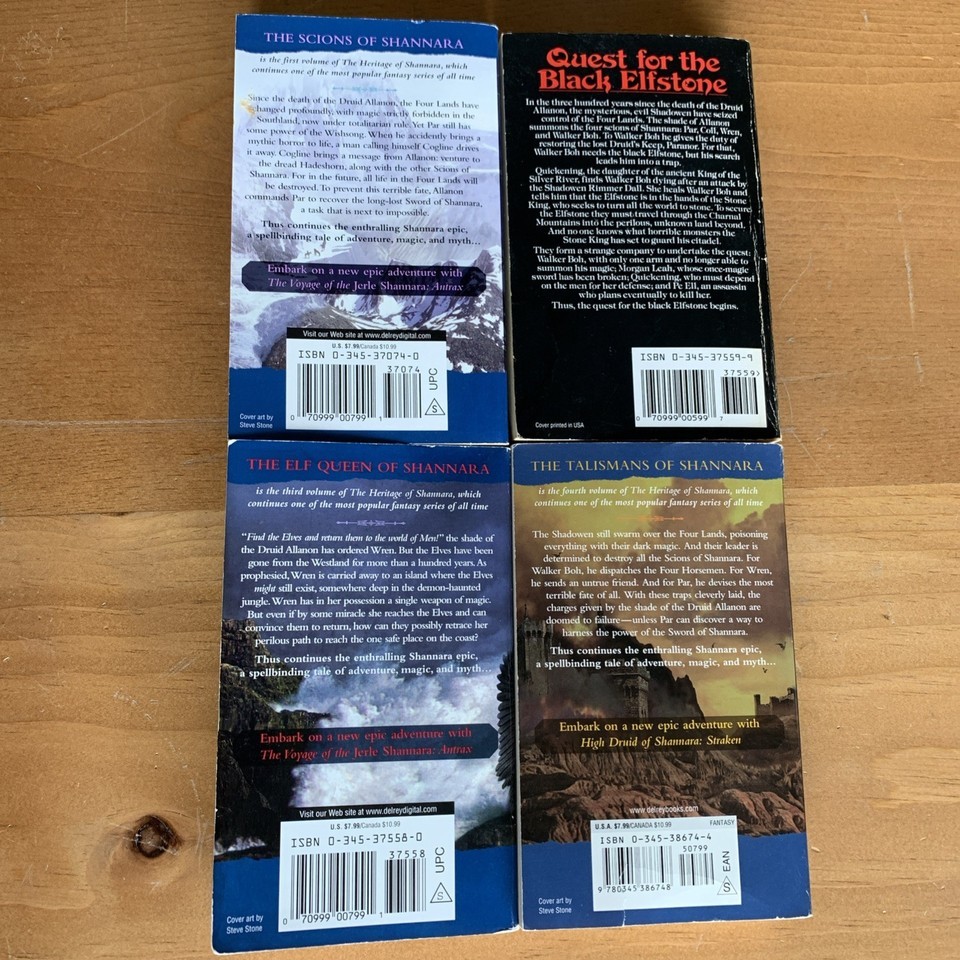 THE SCIONS OF SHANNARA
is the first volume of The Heritage of Shannara, which
continues one of the most popular fantasy series of all time
Since the death of the Druid Allanon, the Four Lands have
changed profoundly, with magic strictly forbidden in the
Southland, now under totalitarian rule. Yet Par still has
some power of the Wishsong. When he accidently brings a
mythic horror to life, a man calling himself Cogline drives
it away. Cogline brings a message from Allanon: venture to
the dread Hadeshorn, along with the other Scions of
Shannara. For in the future, all life in the Four Lands will
be destroyed. To prevent this terrible fate, Allanon
commands Par to recover the long-lost Sword of Shannara,
a task that is next to impossible.
Thus continues the enthralling Shannara epic,
a spellbinding tale of adventure, magic, and myth...
Embark on a new epic adventure with
The Voyage of the Jerle Shannara: Antrax
Visit our Web site at www.delreydigital.com
U.S. $7.99/Canada $10.99
ISBN 0-345-37074-0
37074
0 70999 00799 1
UPC
S
Cover art by
Steve Stone
Quest for the
Black Elfstone
In the three hundred years since the death of the Druid
Allanon, the mysterious, evil Shadowen have seized
control of the Four Lands. The shade of Allanon
summons the four scions of Shannara: Par, Coll, Wren,
and Walker Boh. To Walker Boh he gives the duty of
restoring the lost Druid's Keep, Paranor. For that,
Walker Boh needs the black Elfstone, but his search
leads him into a trap.
Quickening, the daughter of the ancient King of the
Silver River, finds Walker Boh dying after an attack by
the Shadowen Rimmer Dall. She heals Walker Boh and
tells him that the Elfstone is in the hands of the Stone
King, who seeks to turn all the world to stone. To secure
the Elfstone they must travel through the Charnal
Mountains into the perilous, unknown land beyond.
And no one knows what horrible monsters the
Stone King has set to guard his citadel.
They form a strange company to undertake the quest:
Walker Boh, with only one arm and no longer able to
summon his magic; Morgan Leah, whose once-magic
sword has been broken; Quickening, who must depend
on the men for her defense; and Pe Ell, an assassin
who plans eventually to kill her.
Thus, the quest for the black Elfstone begins.
ISBN 0-345-37559-9
37559>
0 70999 00599 7
Cover printed in USA
THE ELF QUEEN OF SHANNARA
is the third volume of The Heritage of Shannara, which
continues one of the most popular fantasy series of all time
"Find the Elves and return them to the world of Men!" the shade of
the Druid Allanon has ordered Wren. But the Elves have been
gone from the Westland for more than a hundred years. As
prophesied, Wren is carried away to an island where the Elves
might still exist, somewhere deep in the demon-haunted
jungle. Wren has in her possession a single weapon of magic.
But even if by some miracle she reaches the Elves and can
convince them to return, how can they possibly retrace her
perilous path to reach the one safe place on the coast?
Thus continues the enthralling Shannara epic,
a spellbinding tale of adventure, magic, and myth...
Embark on a new epic adventure with
The Voyage of the Jerle Shannara: Antrax
Visit our Web site at www.delreydigital.com
U.S. $7.99/Canada $10.99
ISBN 0-345-37558-0
37558
0 70999 00799 1
UPC
S
Cover art by
Steve Stone
THE TALISMANS OF SHANNARA
is the fourth volume of The Heritage of Shannara, which
continues one of the most popular fantasy series of all time
The Shadowen still swarm over the Four Lands, poisoning
everything with their dark magic. And their leader is
determined to destroy all the Scions of Shannara. For
Walker Boh, he dispatches the Four Horsemen. For Wren,
he sends an untrue friend. And for Par, he devises the most
terrible fate of all. With these traps cleverly laid, the
charges given by the shade of the Druid Allanon are
doomed to failure—unless Par can discover a way to
harness the power of the Sword of Shannara.
Thus continues the enthralling Shannara epic,
a spellbinding tale of adventure, magic, and myth...
Embark on a new epic adventure with
High Druid of Shannara: Straken
www.delreybooks.com
U.S.A. $7.99/CANADA $10.99 FANTASY
ISBN 0-345-38674-4
50799
9 780345 386748
EAN
S
Cover art by
Steve Stone